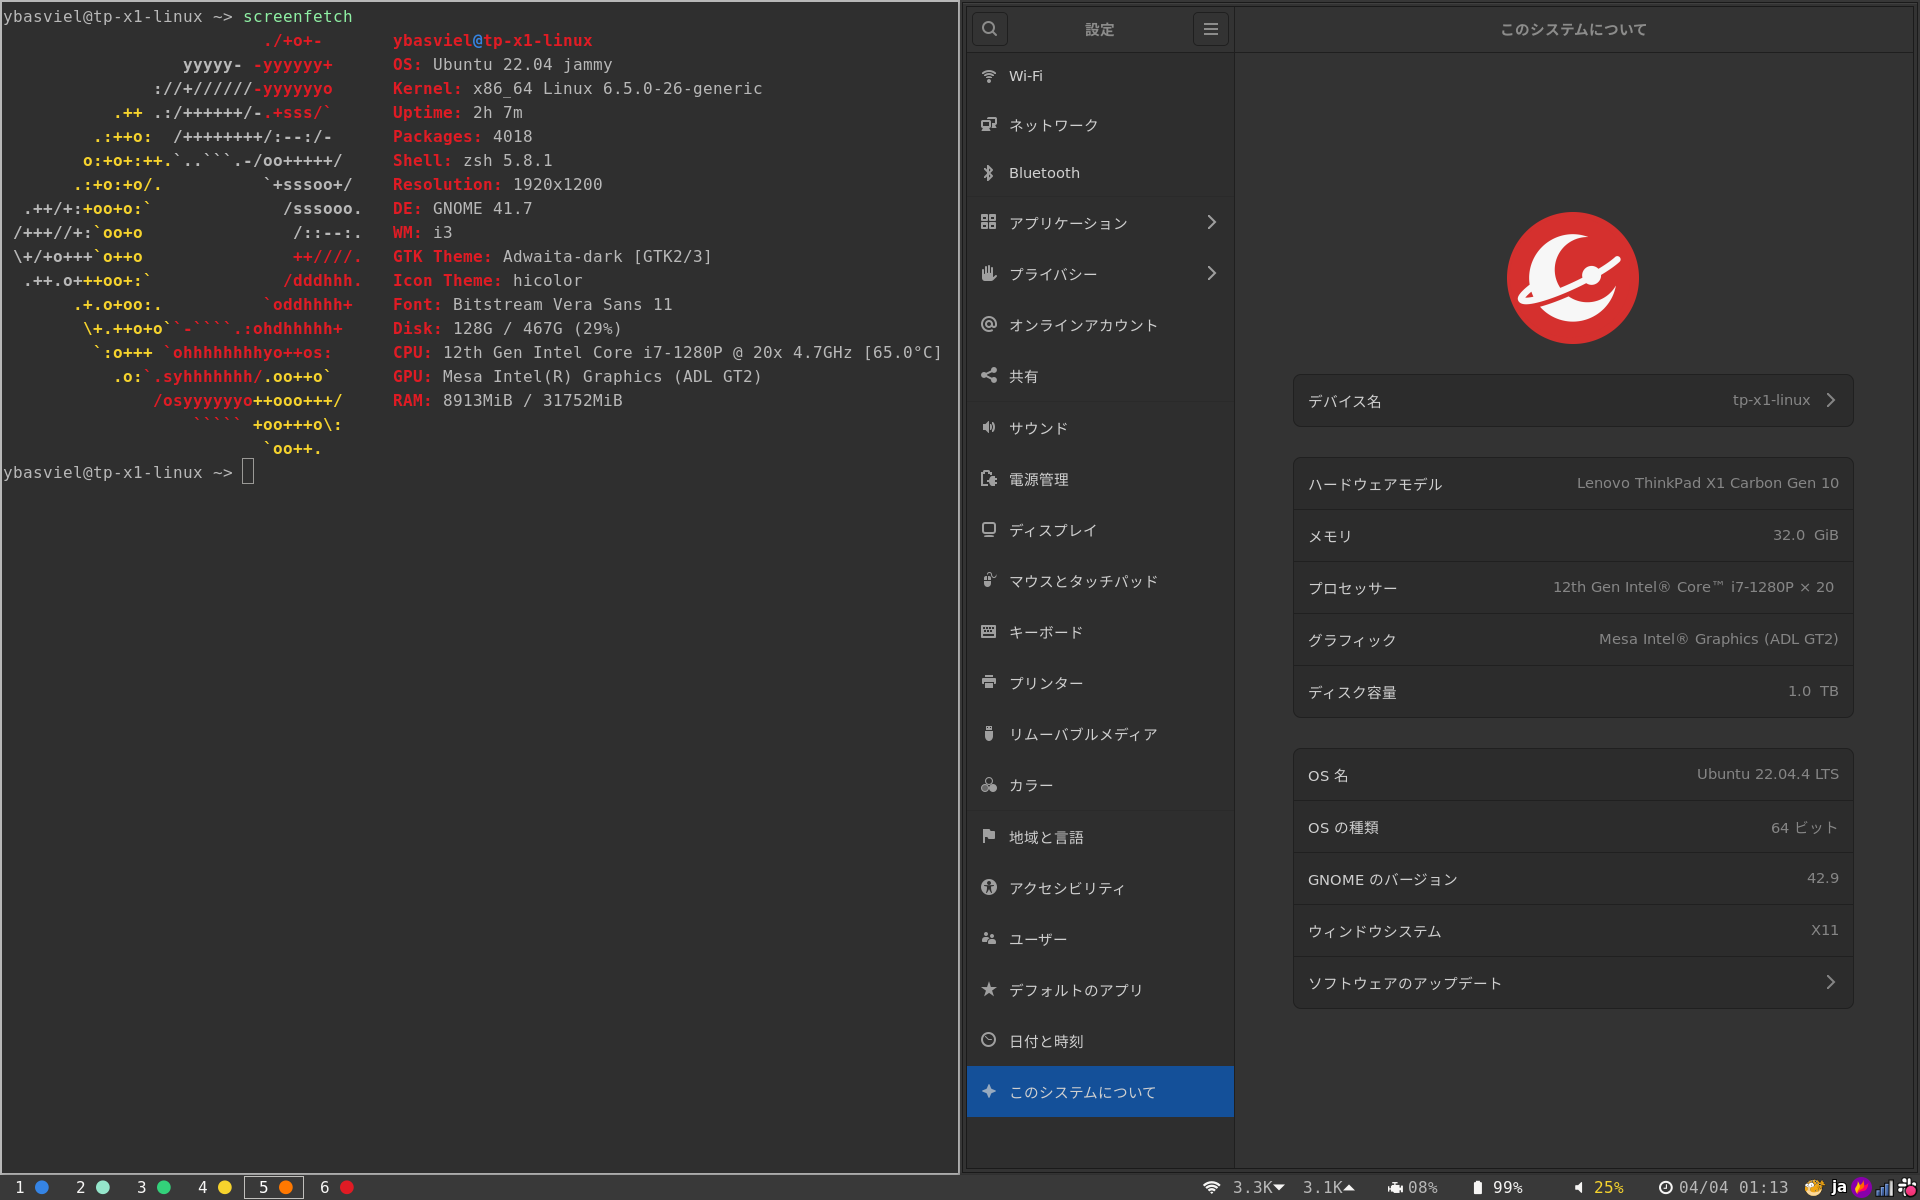 ybasviel@tp-x1-linux ~> screenfetch
./+o+- ybasviel@tp-x1-linux
yyyyy- -yyyyyy+ OS: Ubuntu 22.04 jammy
://+//////-yyyyyyo Kernel: x86_64 Linux 6.5.0-26-generic
.++ .:/++++++/-.+sss/` Uptime: 2h 7m
.:++o: /++++++++/:--:/- Packages: 4018
o:+o+:++.`..```.-/oo+++++/ Shell: zsh 5.8.1
.:+o:+o/. `+sssoo+/ Resolution: 1920x1200
.++/+:+oo+o:` /sssooo. DE: GNOME 41.7
/+++//+:`oo+o /::--:. WM: i3
\+/+o+++`o++o ++////. GTK Theme: Adwaita-dark [GTK2/3]
.++.o+++oo+:` /dddhhh. Icon Theme: hicolor
.+.o+oo:. `oddhhhh+ Font: Bitstream Vera Sans 11
\+.++o+o``-````.:ohdhhhhh+ Disk: 128G / 467G (29%)
`:o+++ `ohhhhhhhhyo++os: CPU: 12th Gen Intel Core i7-1280P @ 20x 4.7GHz [65.0°C]
.o:`.syhhhhhhh/.oo++o` GPU: Mesa Intel(R) Graphics (ADL GT2)
/osyyyyyyo++ooo+++/ RAM: 8913MiB / 31752MiB
````` +oo+++o\:
`oo++.
ybasviel@tp-x1-linux ~>
設定
Wi-Fi
ネットワーク
Bluetooth
アプリケーション
プライバシー
オンラインアカウント
共有
サウンド
電源管理
ディスプレイ
マウスとタッチパッド
キーボード
プリンター
リムーバブルメディア
カラー
地域と言語
アクセシビリティ
ユーザー
デフォルトのアプリ
日付と時刻
このシステムについて
このシステムについて
デバイス名 tp-x1-linux
ハードウェアモデル Lenovo ThinkPad X1 Carbon Gen 10
メモリ 32.0 GiB
プロセッサー 12th Gen Intel® Core™ i7-1280P × 20
グラフィック Mesa Intel® Graphics (ADL GT2)
ディスク容量 1.0 TB
OS 名 Ubuntu 22.04.4 LTS
OS の種類 64 ビット
GNOME のバージョン 42.9
ウィンドウシステム X11
ソフトウェアのアップデート
1 2 3 4 5 6 3.3K 3.1K 08% 99% 25% 04/04 01:13 ja